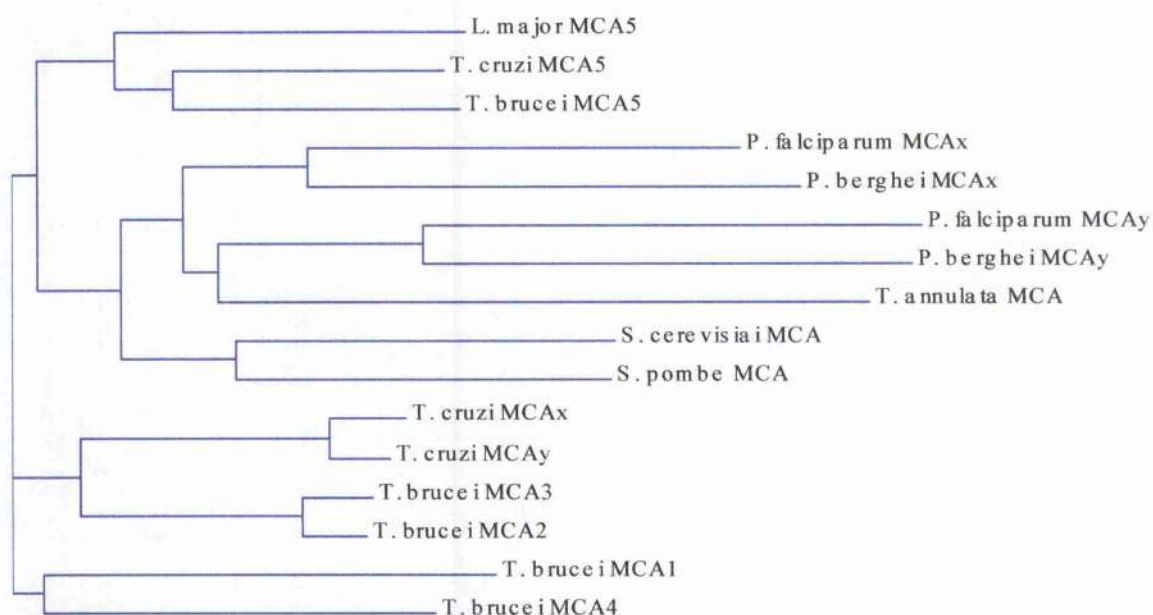 L.major MCA5
T.cruzi MCA5
T.brucei MCA5
P.falciparum MCAx
P.berghei MCAx
P.falciparum MCAy
P.berghei MCAy
T.annulata MCA
S.cerevisiai MCA
S.pombe MCA
T.cruzi MCAx
T.cruzi MCAy
T.brucei MCA3
T.brucei MCA2
T.brucei MCA1
T.brucei MCA4